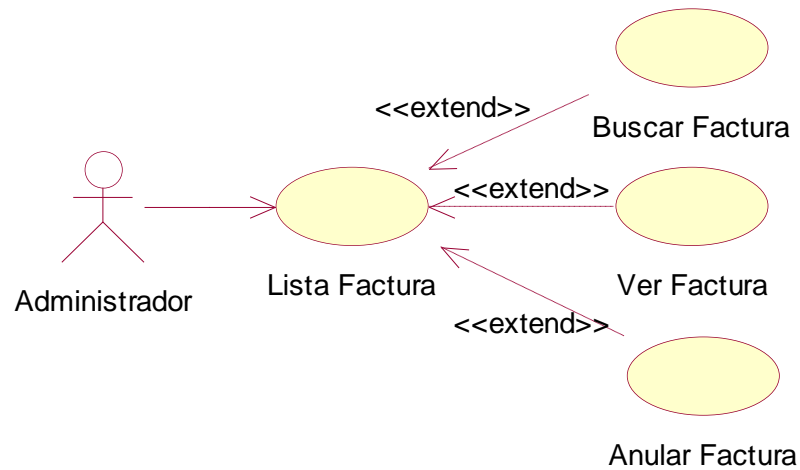 <<extend>>
Buscar Factura
<<extend>>
Administrador
Lista Factura
Ver Factura
<<extend>>
Anular Factura